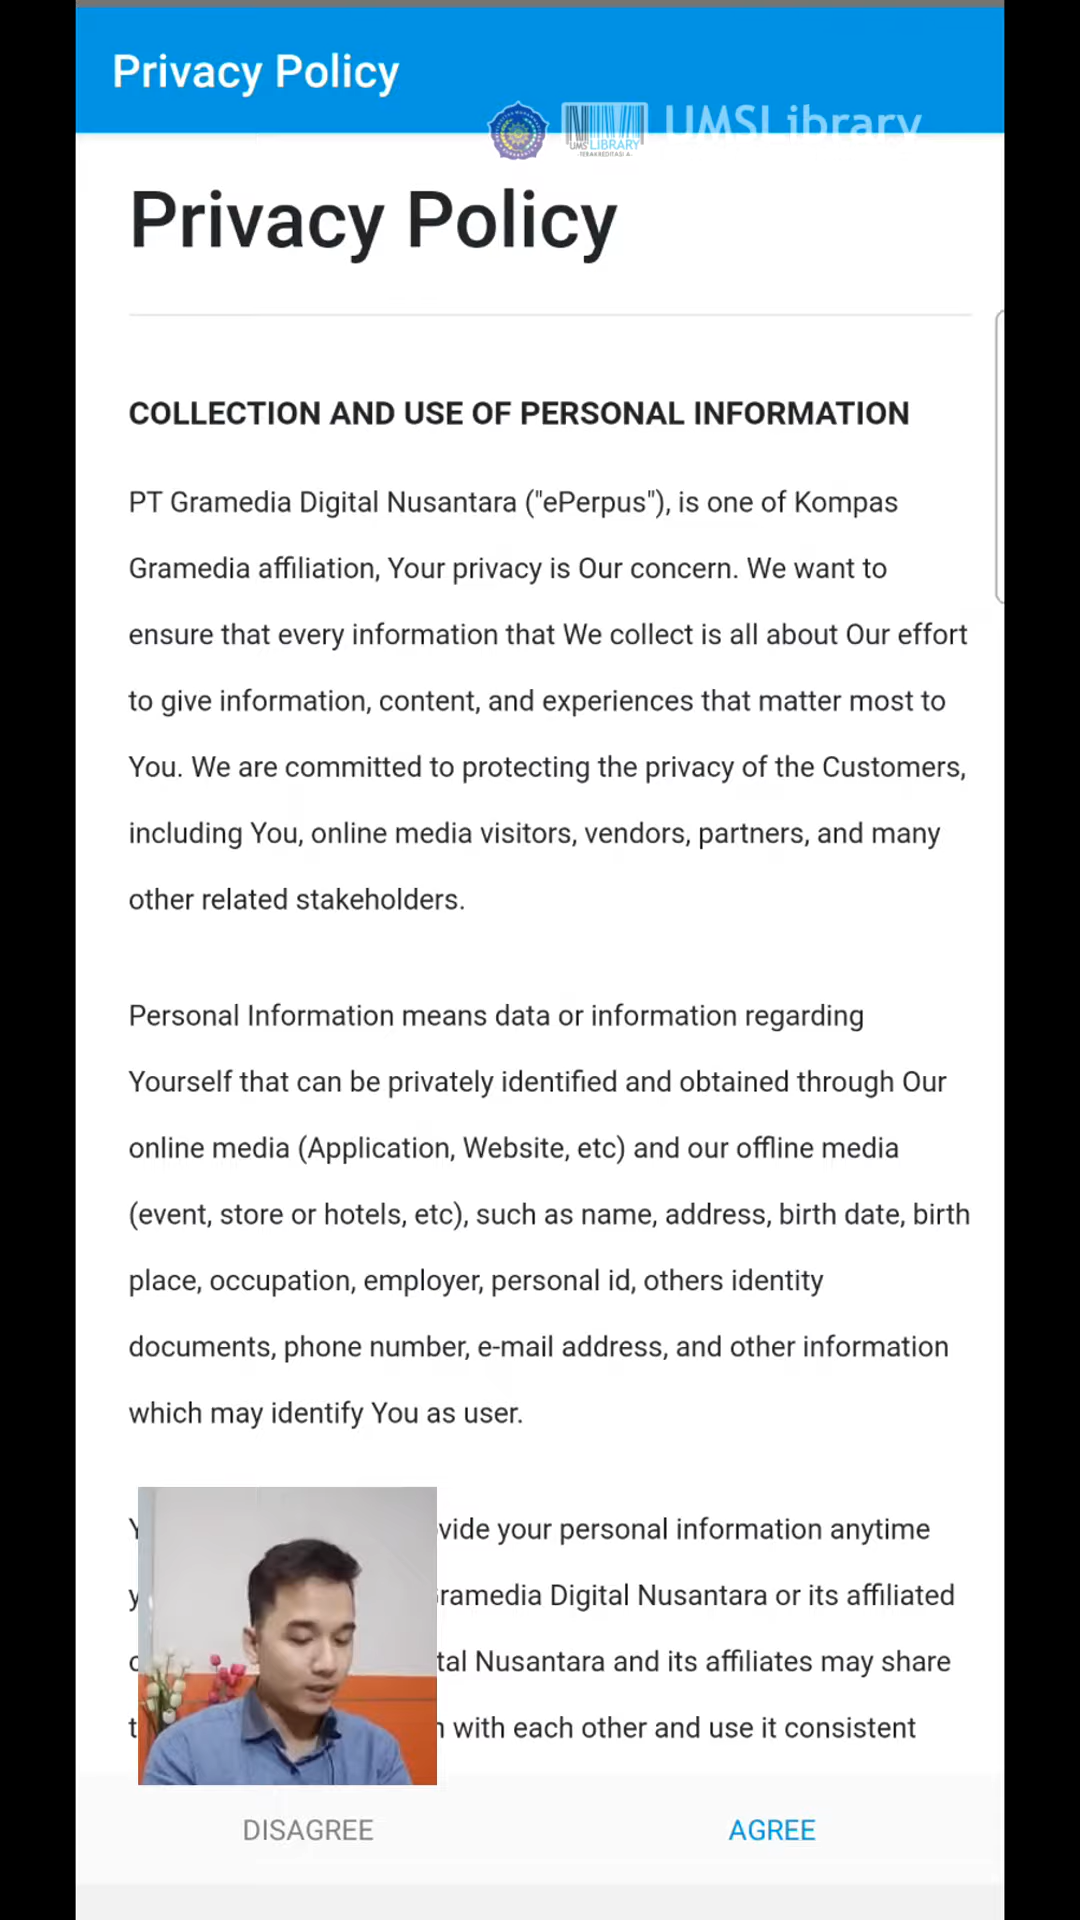 Privacy Policy
UMSLibrary
UMS LIBRARY
-TERAKREDITASI A-
Privacy Policy
COLLECTION AND USE OF PERSONAL INFORMATION
PT Gramedia Digital Nusantara ("ePerpus"), is one of Kompas
Gramedia affiliation, Your privacy is Our concern. We want to
ensure that every information that We collect is all about Our effort
to give information, content, and experiences that matter most to
You. We are committed to protecting the privacy of the Customers,
including You, online media visitors, vendors, partners, and many
other related stakeholders.
Personal Information means data or information regarding
Yourself that can be privately identified and obtained through Our
online media (Application, Website, etc) and our offline media
(event, store or hotels, etc), such as name, address, birth date, birth
place, occupation, employer, personal id, others identity
documents, phone number, e-mail address, and other information
which may identify You as user.
vide your personal information anytime
ramedia Digital Nusantara or its affiliated
tal Nusantara and its affiliates may share
with each other and use it consistent
DISAGREE
AGREE